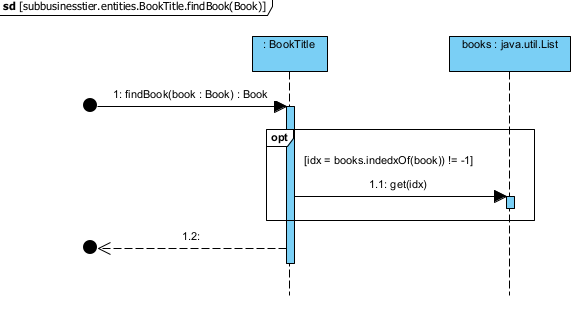 sd [subbusinesstier.entities.BookTitle.findBook(Book)]
: BookTitle
books : java.util.List
1: findBook(book : Book) : Book
opt
[idx = books.indedxOf(book)) != -1]
1.1: get(idx)
1.2: